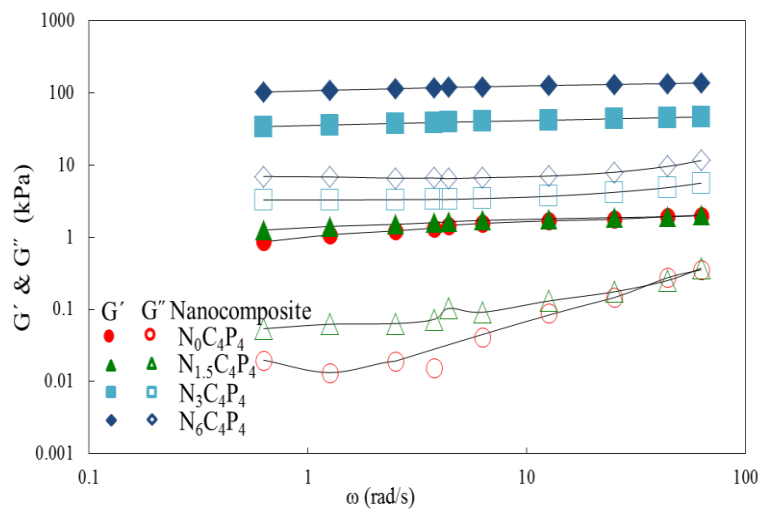 1000
100
10
1
0.1
0.01
0.001
G´ & G˝ (kPa)
G´ G˝ Nanocomposite
N₀C₄P₄
N₁.₅C₄P₄
N₃C₄P₄
N₆C₄P₄
0.1 1 10 100
ω (rad/s)